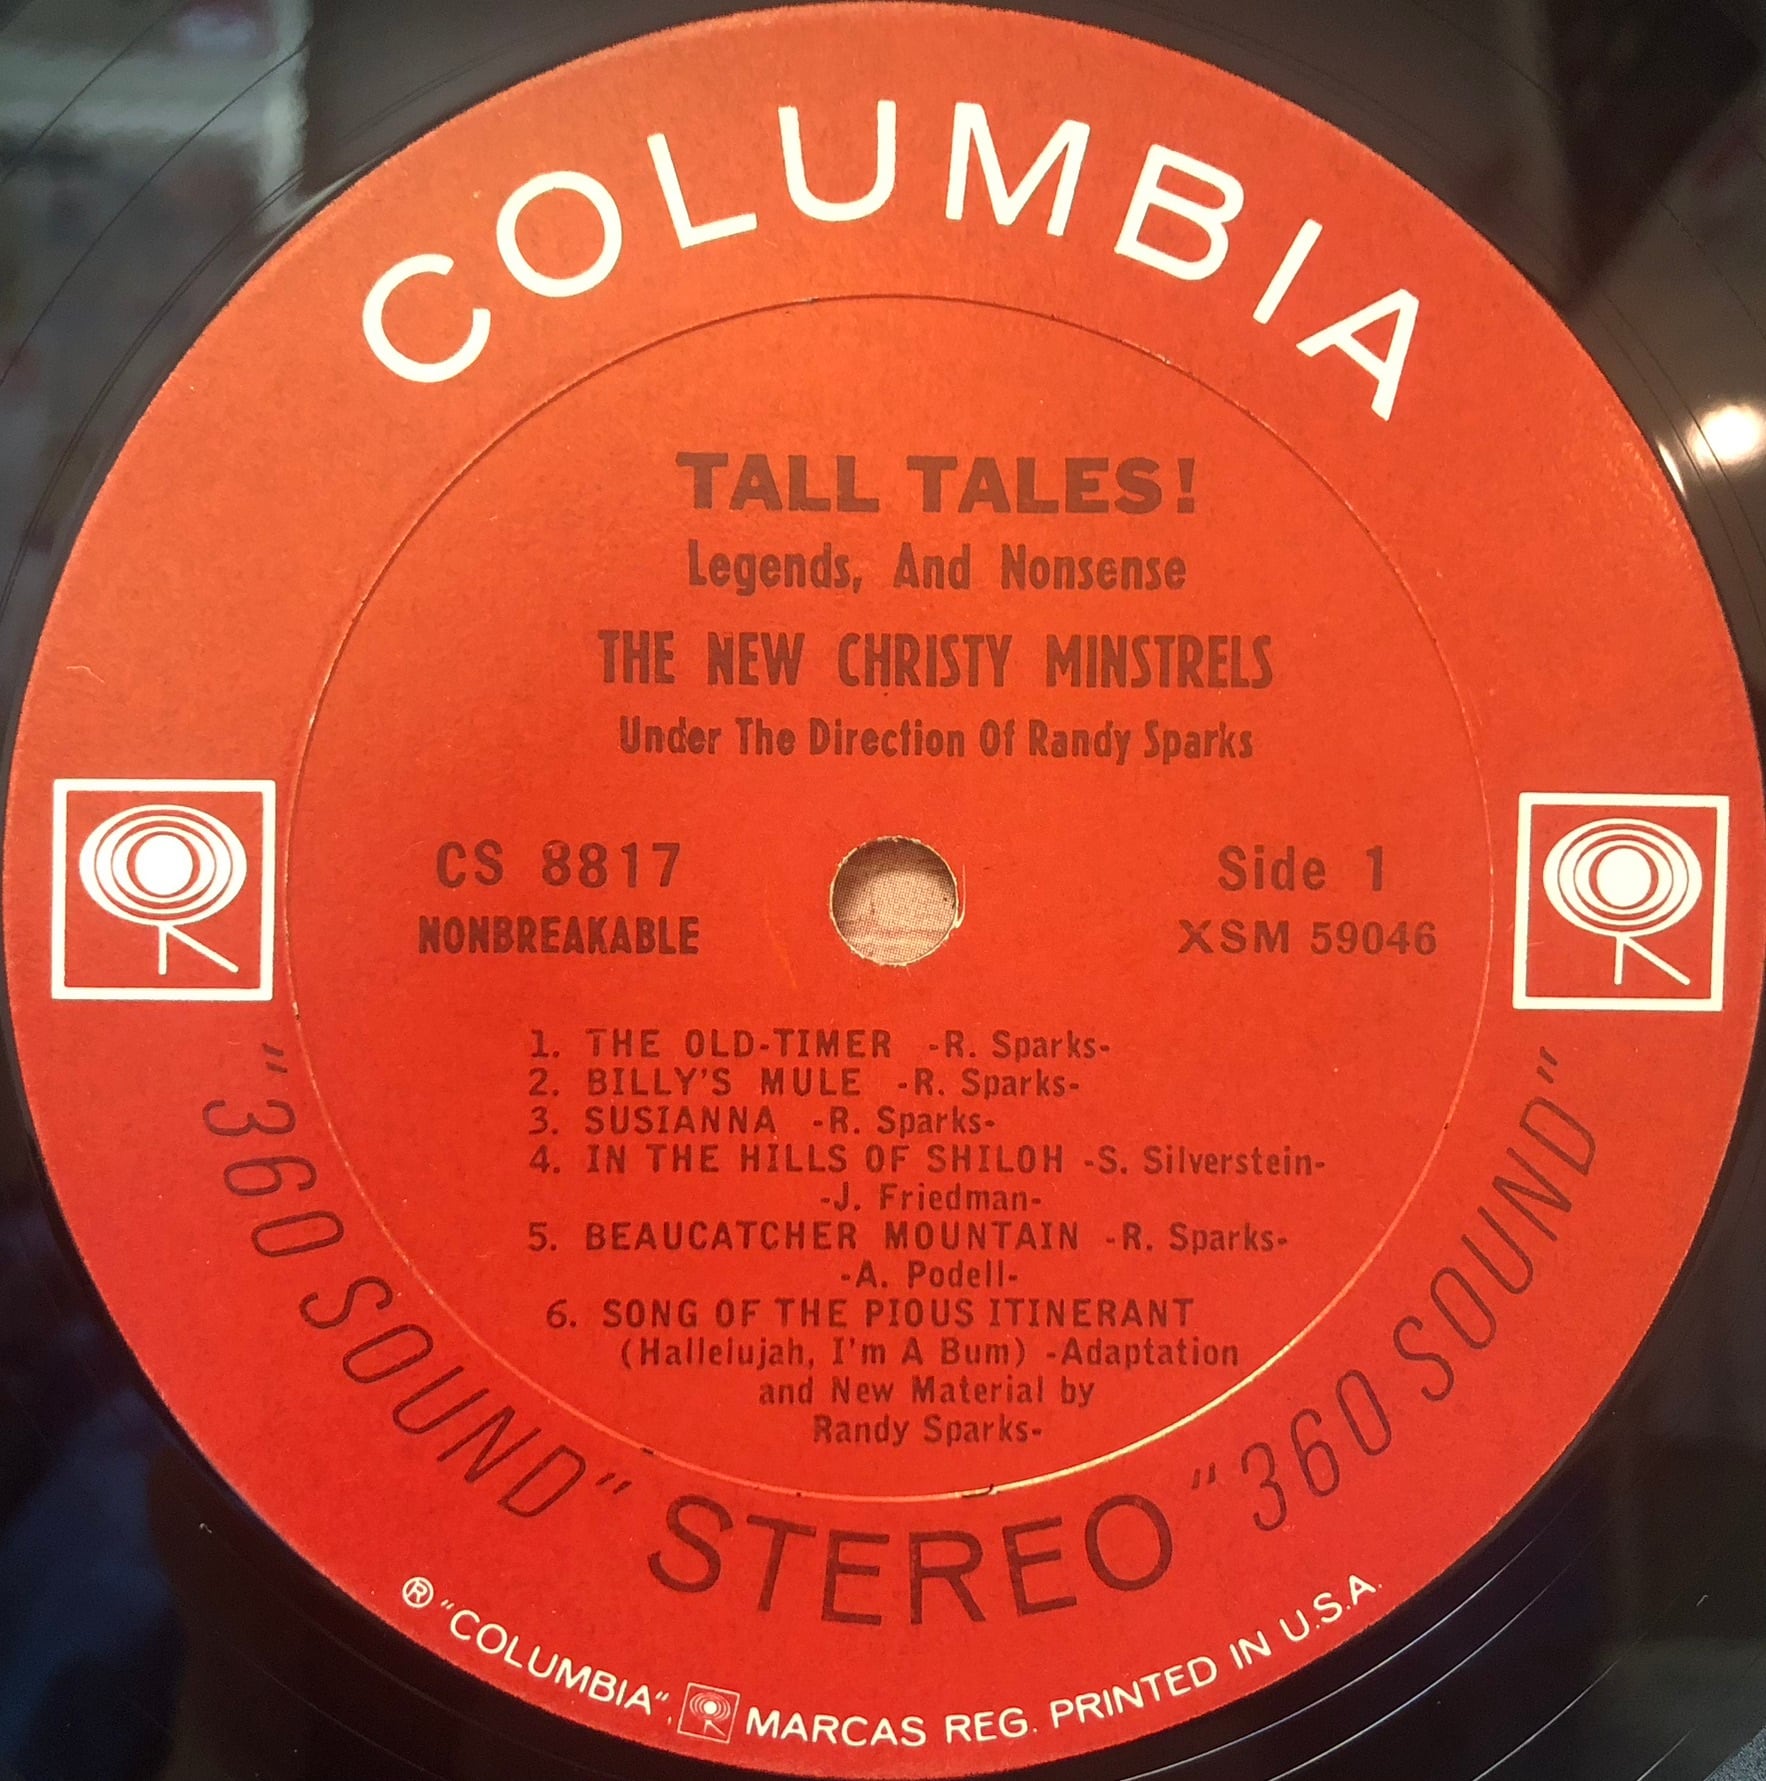 COLUMBIA
TALL TALES!
Legends, And Nonsense
THE NEW CHRISTY MINSTRELS
Under The Direction Of Randy Sparks
CS 8817
NONBREAKABLE
Side 1
XSM 59046
1. THE OLD-TIMER -R. Sparks-
2. BILLY'S MULE -R. Sparks-
3. SUSIANNA -R. Sparks-
4. IN THE HILLS OF SHILOH -S. Silverstein-
-J. Friedman-
5. BEAUCATCHER MOUNTAIN -R. Sparks-
-A. Podell-
6. SONG OF THE PIOUS ITINERANT
(Hallelujah, I'm A Bum) -Adaptation
and New Material by
Randy Sparks-
"360 SOUND" STEREO "360 SOUND"
® "COLUMBIA", MARCAS REG. PRINTED IN U.S.A.